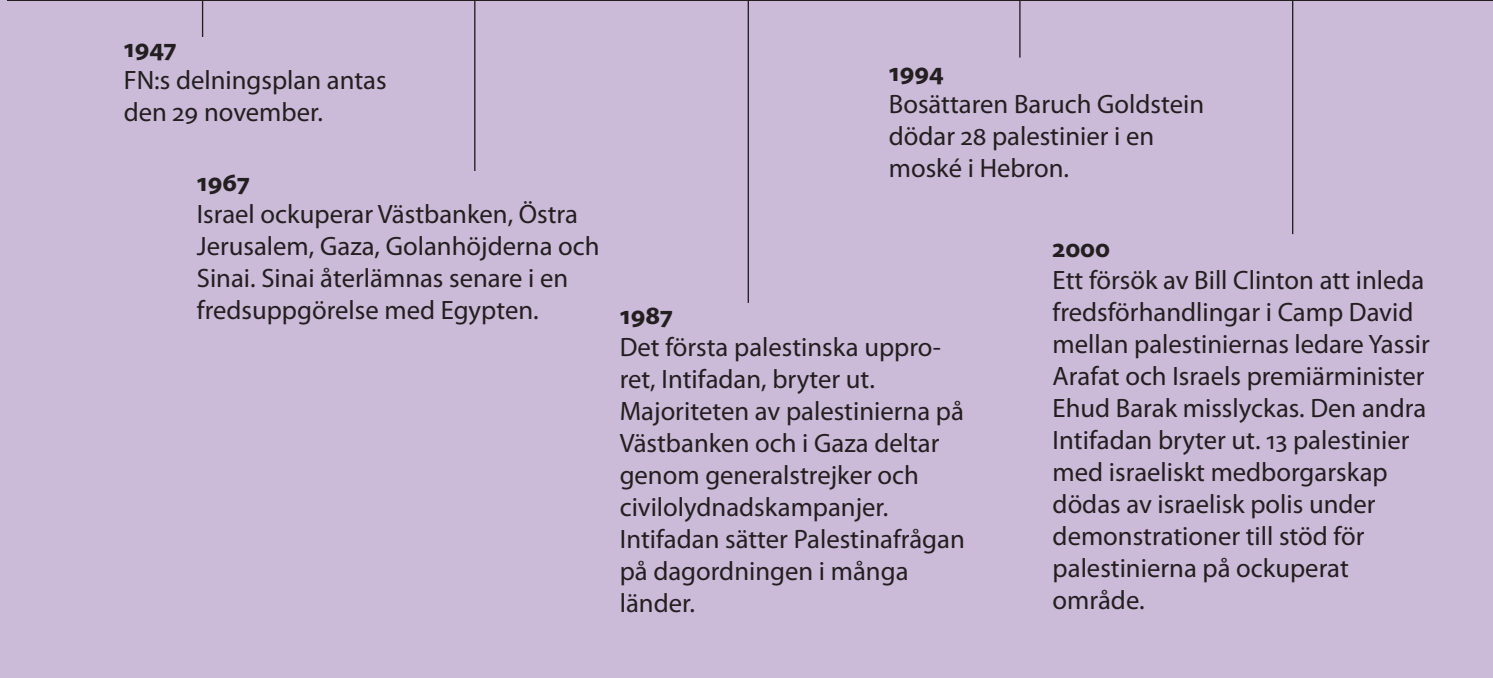 1947
FN:s delningsplan antas
den 29 november.
1967
Israel ockuperar Västbanken, Östra
Jerusalem, Gaza, Golanhöjderna och
Sinai. Sinai återlämnas senare i en
fredsuppgörelse med Egypten.
1987
Det första palestinska uppro-
ret, Intifadan, bryter ut.
Majoriteten av palestinierna på
Västbanken och i Gaza deltar
genom generalstrejker och
civilolydnadskampanjer.
Intifadan sätter Palestinafrågan
på dagordningen i många
länder.
1994
Bosättaren Baruch Goldstein
dödar 28 palestinier i en
moské i Hebron.
2000
Ett försök av Bill Clinton att inleda
fredsförhandlingar i Camp David
mellan palestiniernas ledare Yassir
Arafat och Israels premiärminister
Ehud Barak misslyckas. Den andra
Intifadan bryter ut. 13 palestinier
med israeliskt medborgarskap
dödas av israelisk polis under
demonstrationer till stöd för
palestinierna på ockuperat
område.